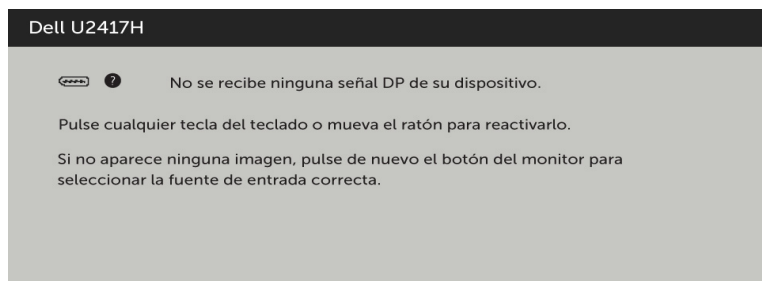 Dell U2417H
? No se recibe ninguna señal DP de su dispositivo.
Pulse cualquier tecla del teclado o mueva el ratón para reactivarlo.
Si no aparece ninguna imagen, pulse de nuevo el botón del monitor para
seleccionar la fuente de entrada correcta.